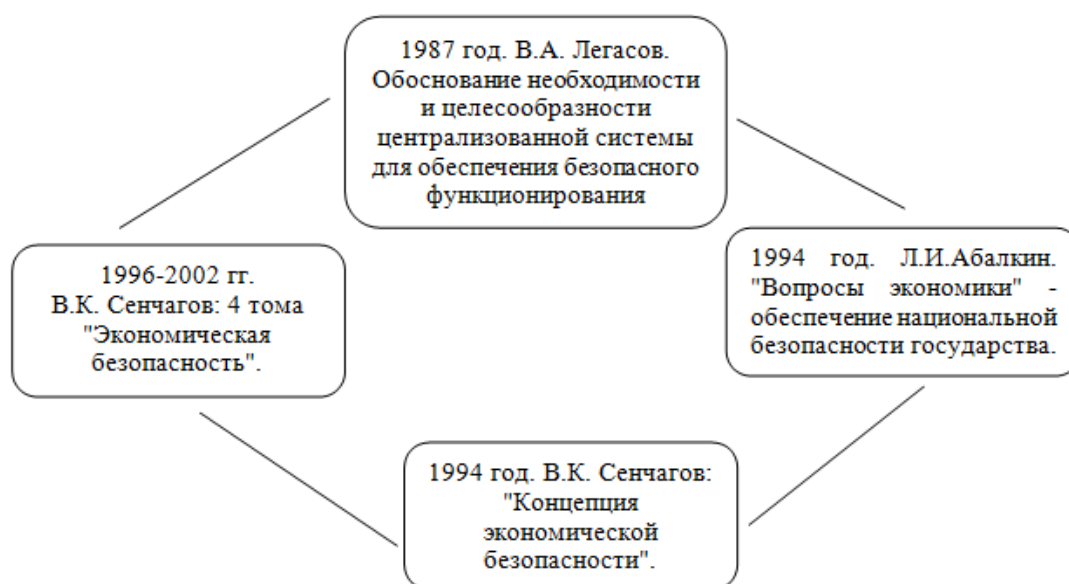 1987 год. В.А. Легасов.
Обоснование необходимости
и целесообразности
централизованной системы
для обеспечения безопасного
функционирования
1994 год. Л.И.Абалкин.
"Вопросы экономики" -
обеспечение национальной
безопасности государства.
1996-2002 гг.
В.К. Сенчагов: 4 тома
"Экономическая
безопасность".
1994 год. В.К. Сенчагов:
"Концепция
экономической
безопасности".